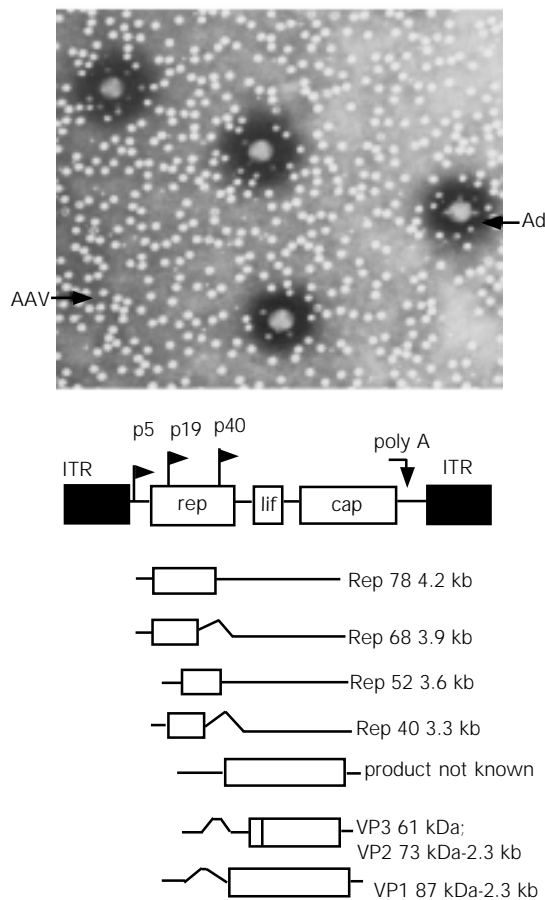 Ad
AAV
p5 p19 p40
poly A
ITR
ITR
rep
lif
cap
Rep 78 4.2 kb
Rep 68 3.9 kb
Rep 52 3.6 kb
Rep 40 3.3 kb
product not known
VP3 61 kDa;
VP2 73 kDa-2.3 kb
VP1 87 kDa-2.3 kb